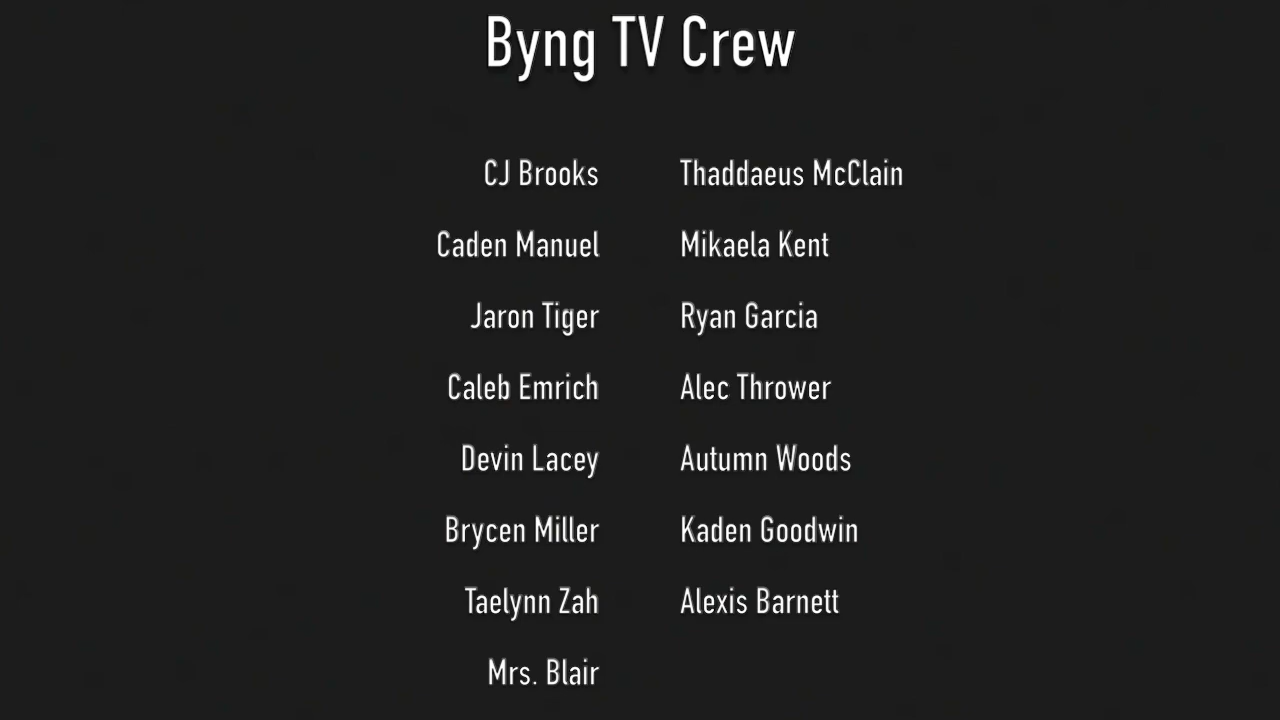 Byng TV Crew
CJ Brooks Thaddaeus McClain
Caden Manuel Mikaela Kent
Jaron Tiger Ryan Garcia
Caleb Emrich Alec Thrower
Devin Lacey Autumn Woods
Brycen Miller Kaden Goodwin
Taelynn Zah Alexis Barnett
Mrs. Blair